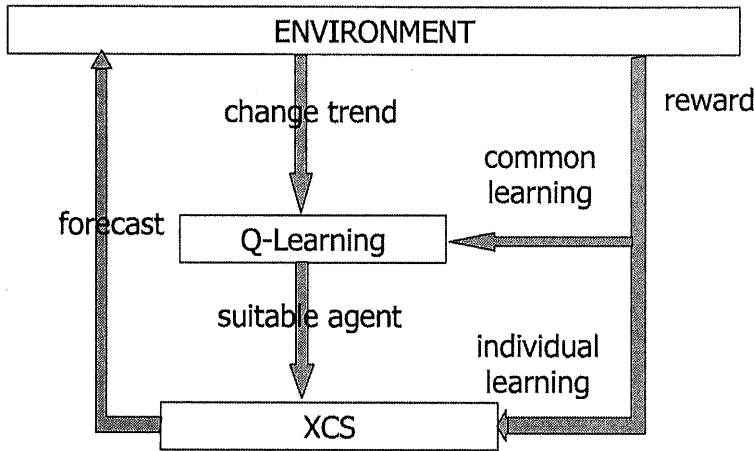 ENVIRONMENT
change trend
reward
common
learning
forecast
Q-Learning
suitable agent
individual
learning
XCS